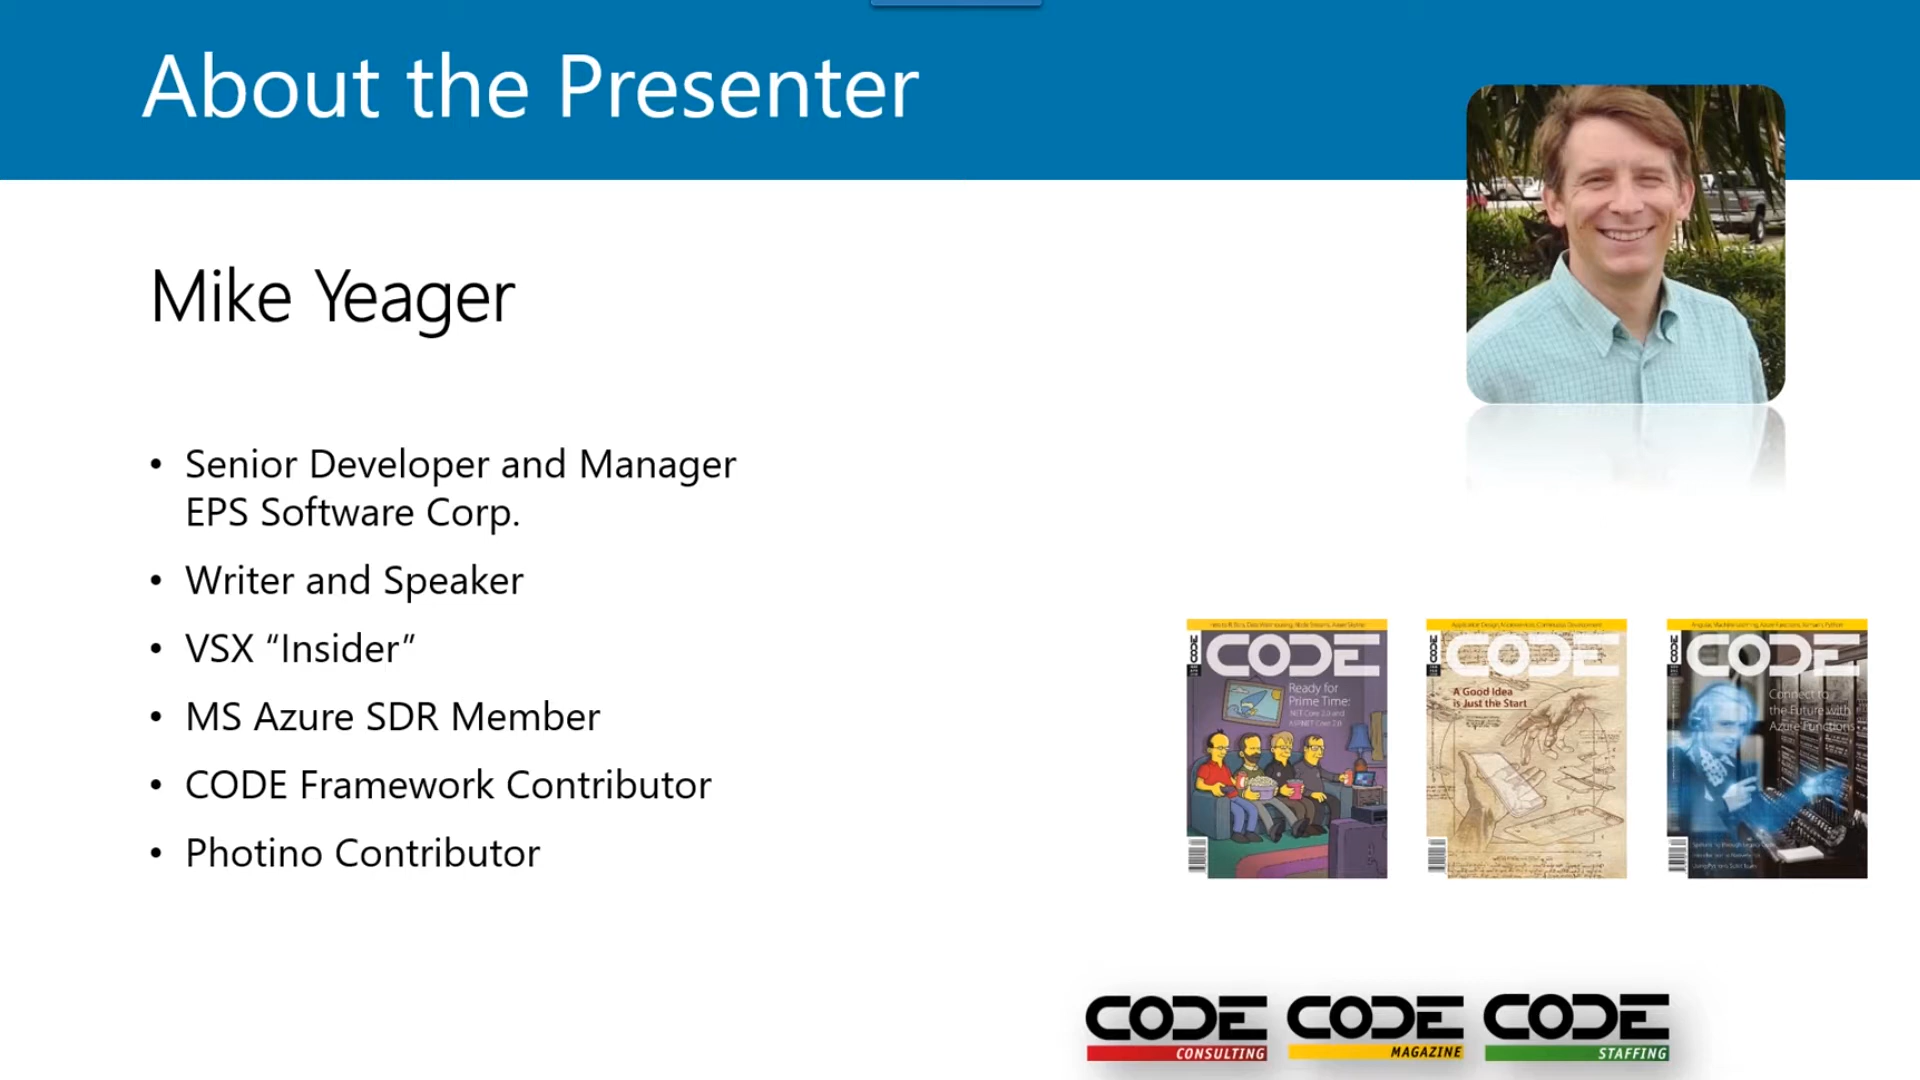 About the Presenter
Mike Yeager
• Senior Developer and Manager
EPS Software Corp.
• Writer and Speaker
• VSX “Insider”
• MS Azure SDR Member
• CODE Framework Contributor
• Photino Contributor
CODE
Ready for
Prime Time:
.NET Core 2.0 and
ASP.NET Core 2.0
CODE
A Good Idea
is Just the Start
CODE
Connect to
the Future with
Azure Functions
CODE
CONSULTING
CODE
MAGAZINE
CODE
STAFFING